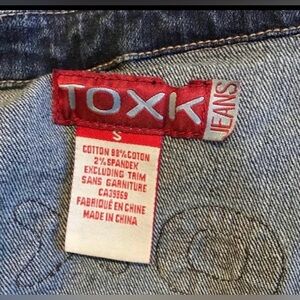 TOXIK JEANS
S
COTTON 98% COTON
2% SPANDEX
EXCLUDING TRIM
SANS GARNITURE
CA39569
FABRIQUÉ EN CHINE
MADE IN CHINA